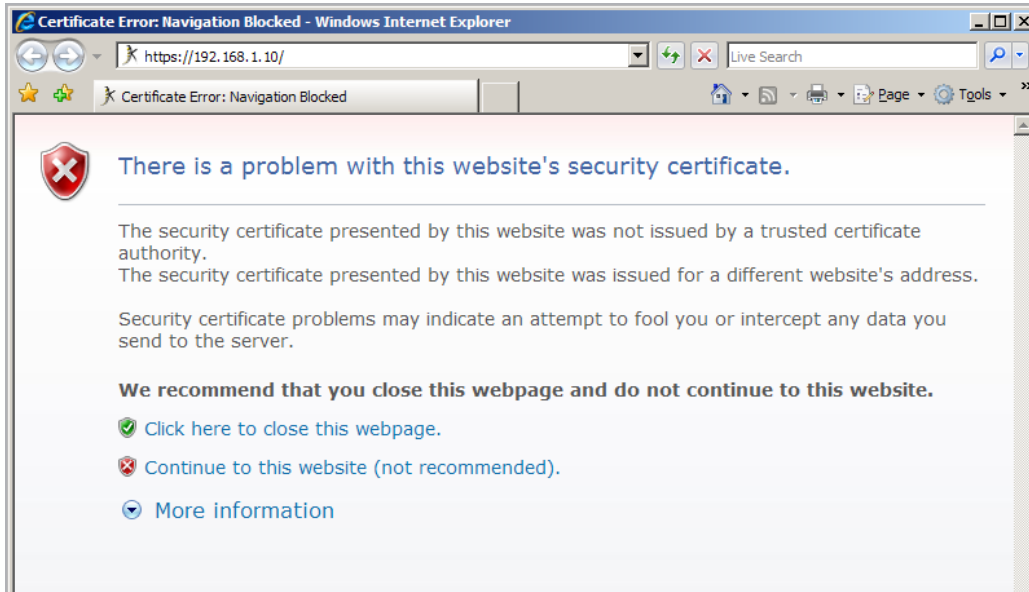 Certificate Error: Navigation Blocked - Windows Internet Explorer
https://192.168.1.10/
Live Search
Certificate Error: Navigation Blocked
Page
Tools
»
There is a problem with this website's security certificate.
The security certificate presented by this website was not issued by a trusted certificate
authority.
The security certificate presented by this website was issued for a different website's address.
Security certificate problems may indicate an attempt to fool you or intercept any data you
send to the server.
We recommend that you close this webpage and do not continue to this website.
Click here to close this webpage.
Continue to this website (not recommended).
More information